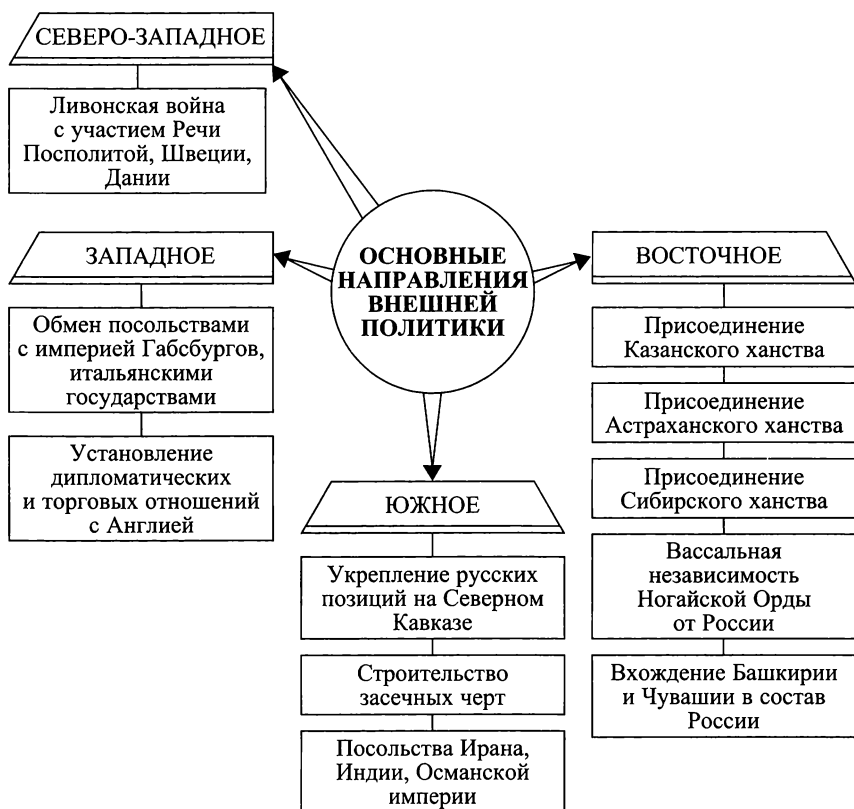 СЕВЕРО-ЗАПАДНОЕ
Ливонская война
с участием Речи
Посполитой, Швеции,
Дании
ЗАПАДНОЕ
Обмен посольствами
с империей Габсбургов,
итальянскими
государствами
Установление
дипломатических
и торговых отношений
с Англией
ОСНОВНЫЕ
НАПРАВЛЕНИЯ
ВНЕШНЕЙ
ПОЛИТИКИ
ЮЖНОЕ
Укрепление русских
позиций на Северном
Кавказе
Строительство
засечных черт
Посольства Ирана,
Индии, Османской
империи
ВОСТОЧНОЕ
Присоединение
Казанского ханства
Присоединение
Астраханского ханства
Присоединение
Сибирского ханства
Вассальная
независимость
Ногайской Орды
от России
Вхождение Башкирии
и Чувашии в состав
России